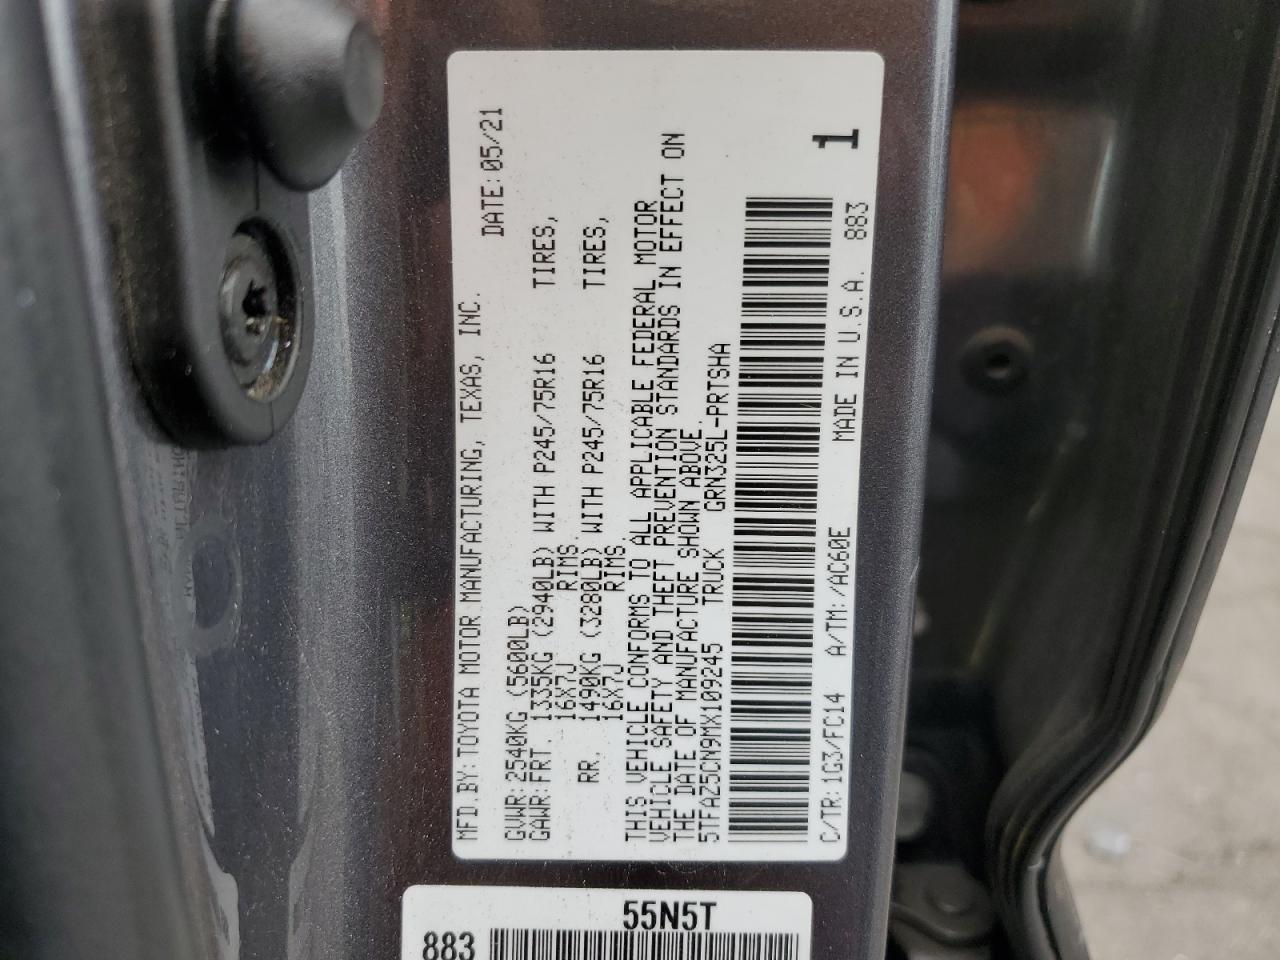 MFD.BY:TOYOTA MOTOR MANUFACTURING, TEXAS, INC.
DATE:05/21
GVWR:2540KG (5600LB)
GAWR:FRT. 1335KG (2940LB) WITH P245/75R16 TIRES,
16X7J RIMS.
RR. 1490KG (3280LB) WITH P245/75R16 TIRES,
16X7J RIMS.
THIS VEHICLE CONFORMS TO ALL APPLICABLE FEDERAL MOTOR
VEHICLE SAFETY AND THEFT PREVENTION STANDARDS IN EFFECT ON
THE DATE OF MANUFACTURE SHOWN ABOVE.
5TFAZ5CN9MX109245 TRUCK GRN325L-PRTSHA
1
C/TR:1G3/FC14 A/TM:/AC60E MADE IN U.S.A. 883
55N5T
883